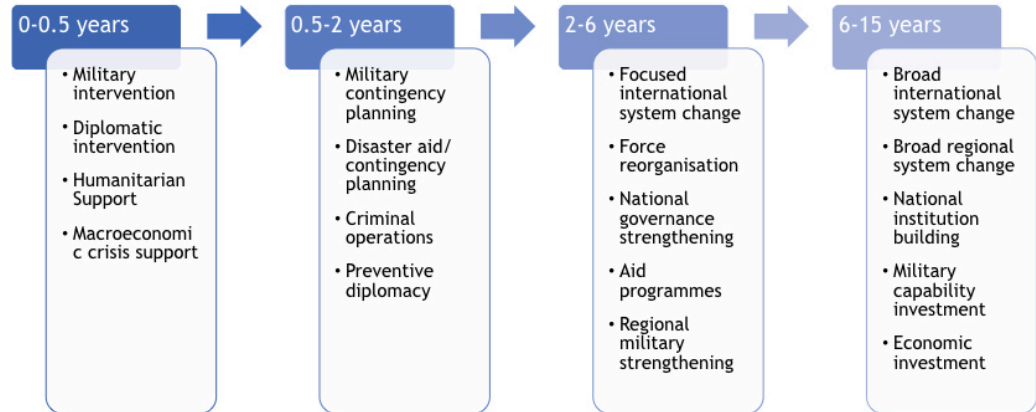 0-0.5 years
• Military
intervention
• Diplomatic
intervention
• Humanitarian
Support
• Macroeconomi
c crisis support
0.5-2 years
• Military
contingency
planning
• Disaster aid/
contingency
planning
• Criminal
operations
• Preventive
diplomacy
2-6 years
• Focused
international
system change
• Force
reorganisation
• National
governance
strengthening
• Aid
programmes
• Regional
military
strengthening
6-15 years
• Broad
international
system change
• Broad regional
system change
• National
institution
building
• Military
capability
investment
• Economic
investment